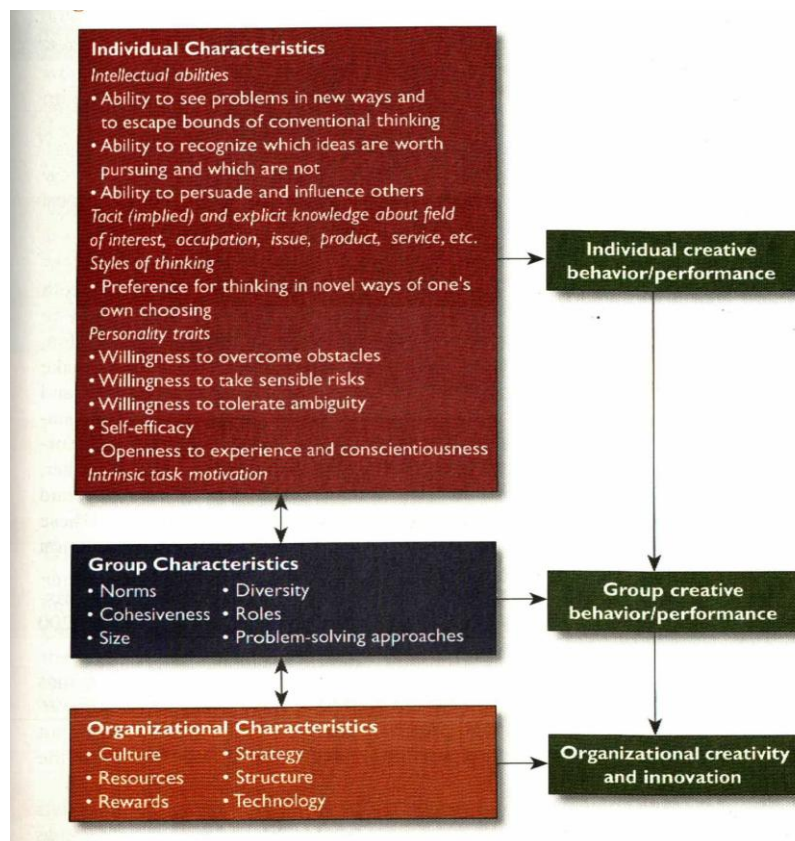 Individual Characteristics
Intellectual abilities
• Ability to see problems in new ways and
to escape bounds of conventional thinking
• Ability to recognize which ideas are worth
pursuing and which are not
• Ability to persuade and influence others
Tacit (implied) and explicit knowledge about field
of interest, occupation, issue, product, service, etc.
Styles of thinking
• Preference for thinking in novel ways of one's
own choosing
Personality traits
• Willingness to overcome obstacles
• Willingness to take sensible risks
• Willingness to tolerate ambiguity
• Self-efficacy
• Openness to experience and conscientiousness
Intrinsic task motivation
Individual creative
behavior/performance
Group Characteristics
• Norms • Diversity
• Cohesiveness • Roles
• Size • Problem-solving approaches
Group creative
behavior/performance
Organizational Characteristics
• Culture • Strategy
• Resources • Structure
• Rewards • Technology
Organizational creativity
and innovation